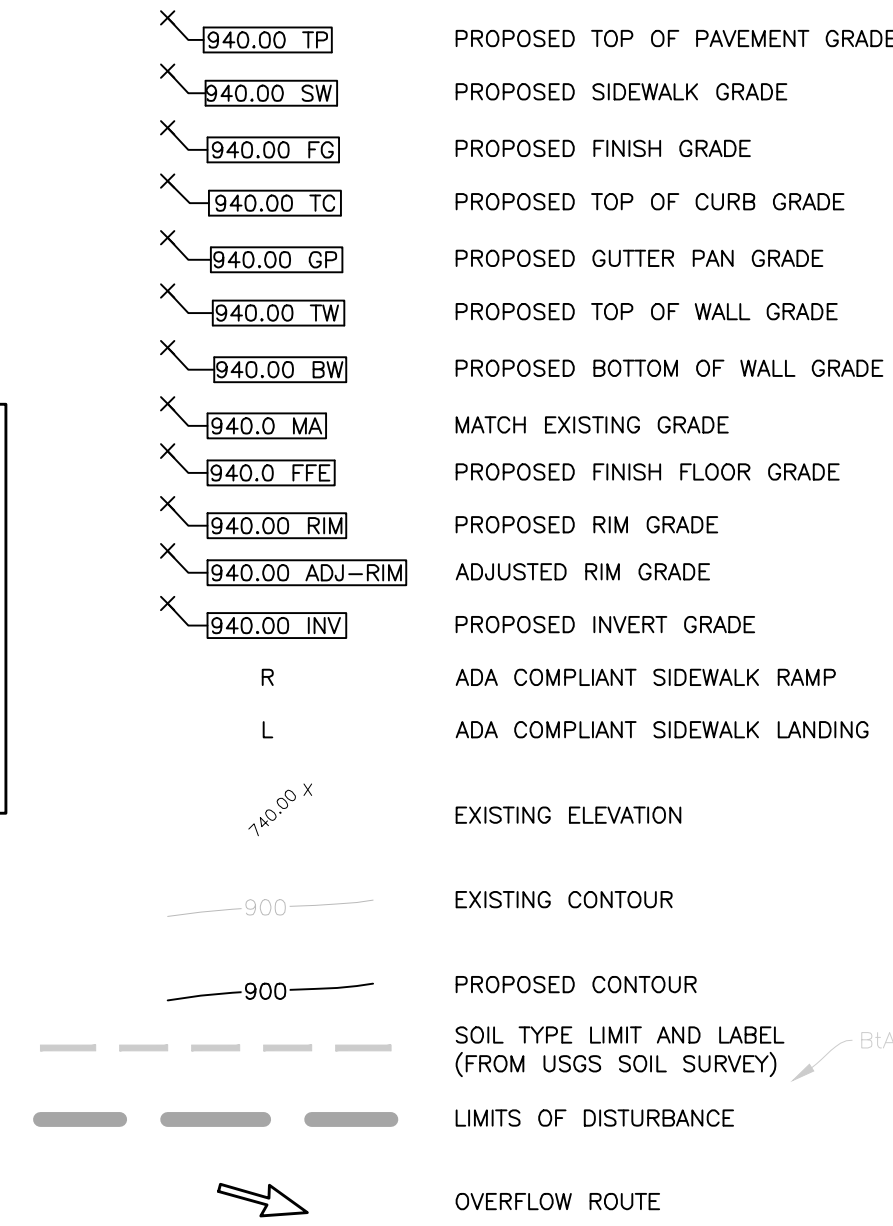 940.00 TP PROPOSED TOP OF PAVEMENT GRADE
940.00 SW PROPOSED SIDEWALK GRADE
940.00 FG PROPOSED FINISH GRADE
940.00 TC PROPOSED TOP OF CURB GRADE
940.00 GP PROPOSED GUTTER PAN GRADE
940.00 TW PROPOSED TOP OF WALL GRADE
940.00 BW PROPOSED BOTTOM OF WALL GRADE
940.0 MA MATCH EXISTING GRADE
940.0 FFE PROPOSED FINISH FLOOR GRADE
940.00 RIM PROPOSED RIM GRADE
940.00 ADJ-RIM ADJUSTED RIM GRADE
940.00 INV PROPOSED INVERT GRADE
R ADA COMPLIANT SIDEWALK RAMP
L ADA COMPLIANT SIDEWALK LANDING
740.00 x EXISTING ELEVATION
900 EXISTING CONTOUR
900 PROPOSED CONTOUR
SOIL TYPE LIMIT AND LABEL BtA
(FROM USGS SOIL SURVEY)
LIMITS OF DISTURBANCE
OVERFLOW ROUTE